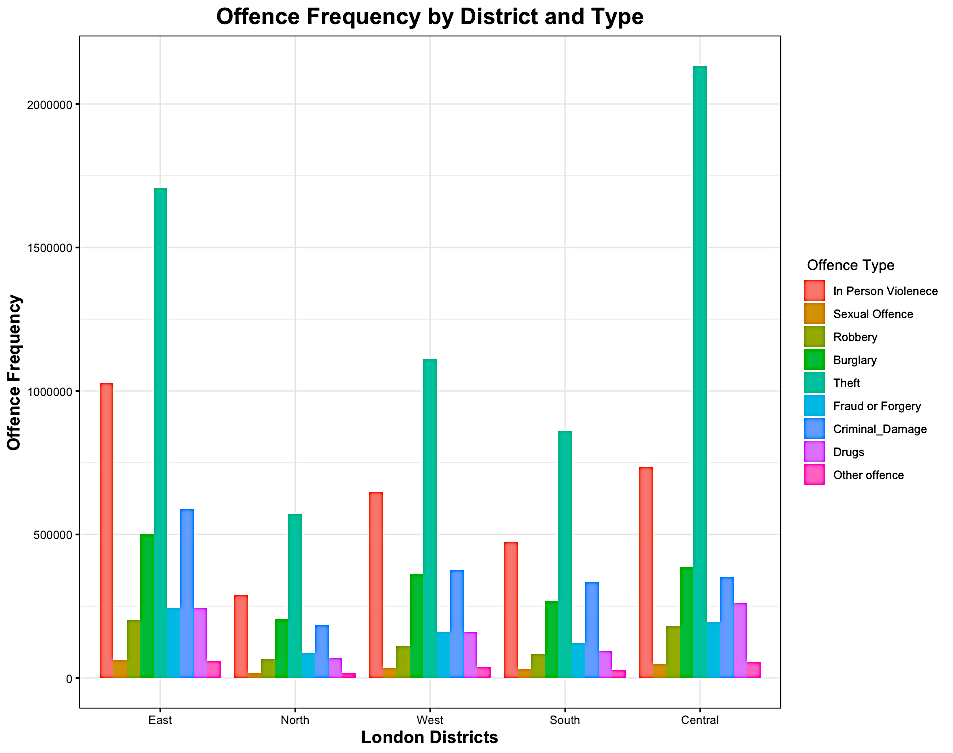 Offence Frequency by District and Type
Offence Frequency
2000000
1500000
1000000
500000
0
East
North
West
South
Central
London Districts
Offence Type
In Person Violenece
Sexual Offence
Robbery
Burglary
Theft
Fraud or Forgery
Criminal_Damage
Drugs
Other offence